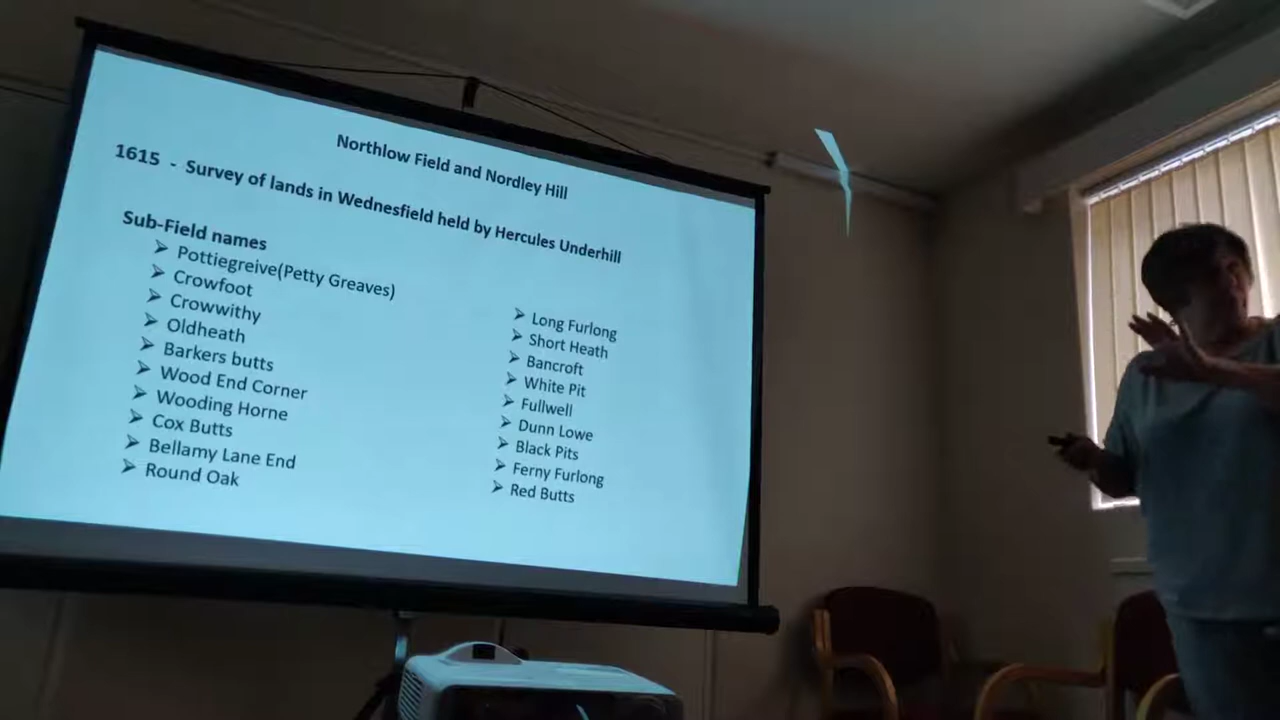 Northlow Field and Nordley Hill
1615 - Survey of lands in Wednesfield held by Hercules Underhill
Sub-Field names
➤ Pottiegreive(Petty Greaves)
➤ Crowfoot
➤ Crowwithy
➤ Oldheath
➤ Barkers butts
➤ Wood End Corner
➤ Wooding Horne
➤ Cox Butts
➤ Bellamy Lane End
➤ Round Oak
➤ Long Furlong
➤ Short Heath
➤ Bancroft
➤ White Pit
➤ Fullwell
➤ Dunn Lowe
➤ Black Pits
➤ Ferny Furlong
➤ Red Butts